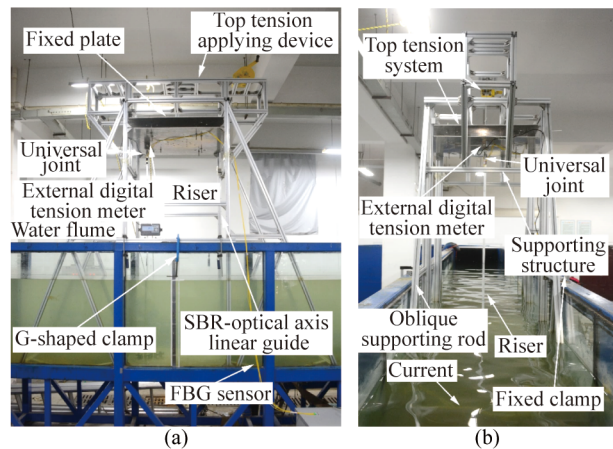 Top tension
applying device
Fixed plate
Universal
joint
External digital
tension meter
Riser
Water flume
G-shaped clamp
SBR-optical axis
linear guide
FBG sensor
(a)
Top tension
system
Universal
joint
External digital
tension meter
Supporting
structure
Oblique
supporting rod
Riser
Current
Fixed clamp
(b)